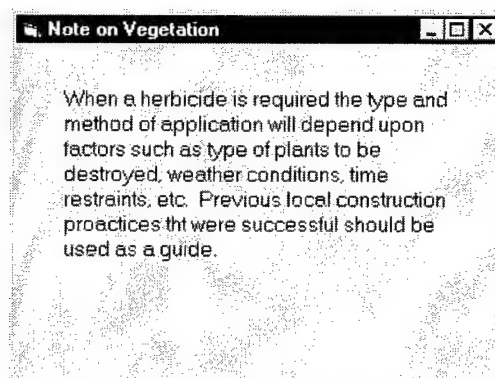 Note on Vegetation
When a herbicide is required the type and
method of application will depend upon
factors such as type of plants to be
destroyed, weather conditions, time
restraints, etc. Previous local construction
proactices tht were successful should be
used as a guide.